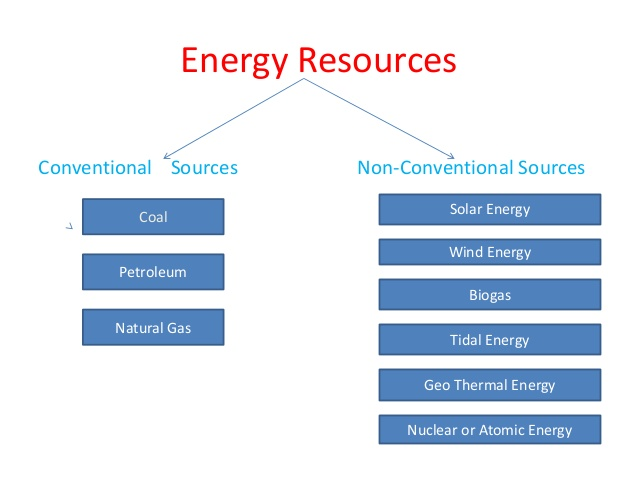 Energy Resources
Conventional Sources
Coal
Petroleum
Natural Gas
Non-Conventional Sources
Solar Energy
Wind Energy
Biogas
Tidal Energy
Geo Thermal Energy
Nuclear or Atomic Energy